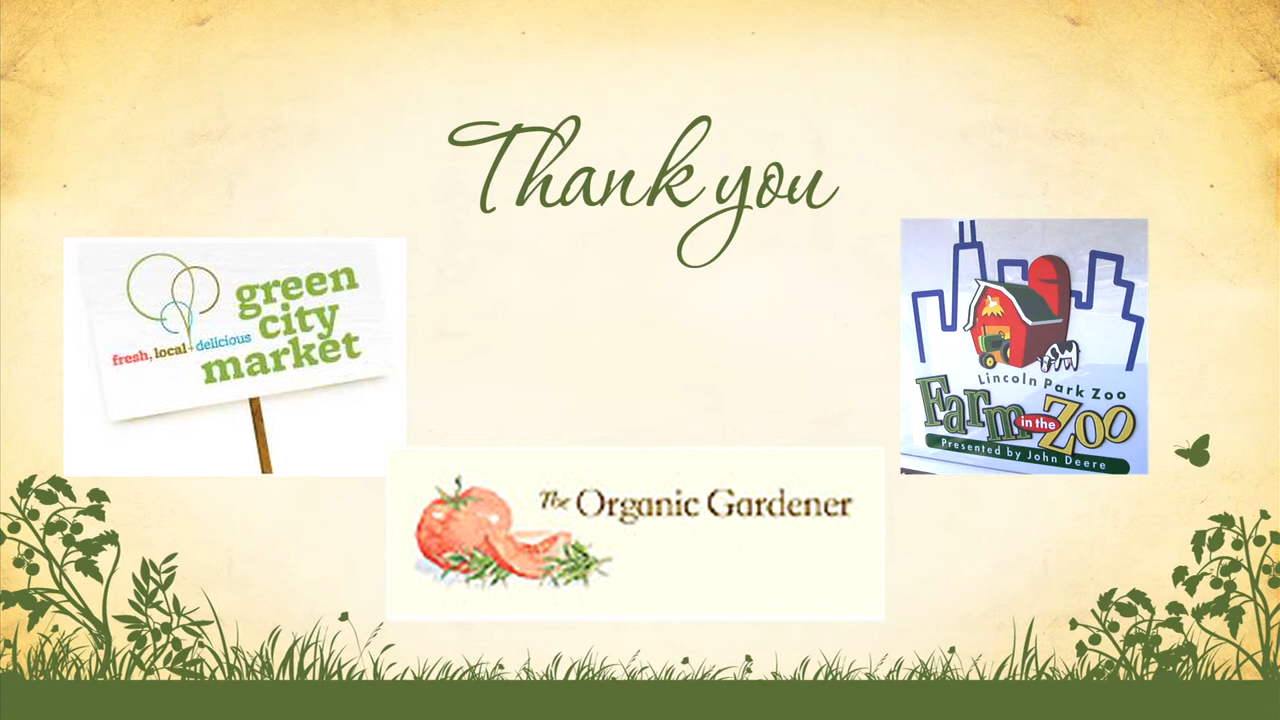 Thank you
green
city
fresh, local + delicious
market
Lincoln Park Zoo
Farm in the Zoo
Presented by John Deere
The Organic Gardener